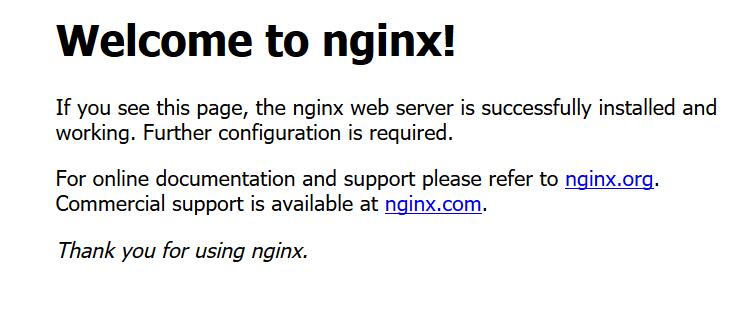 Welcome to nginx!
If you see this page, the nginx web server is successfully installed and
working. Further configuration is required.
For online documentation and support please refer to nginx.org.
Commercial support is available at nginx.com.
Thank you for using nginx.